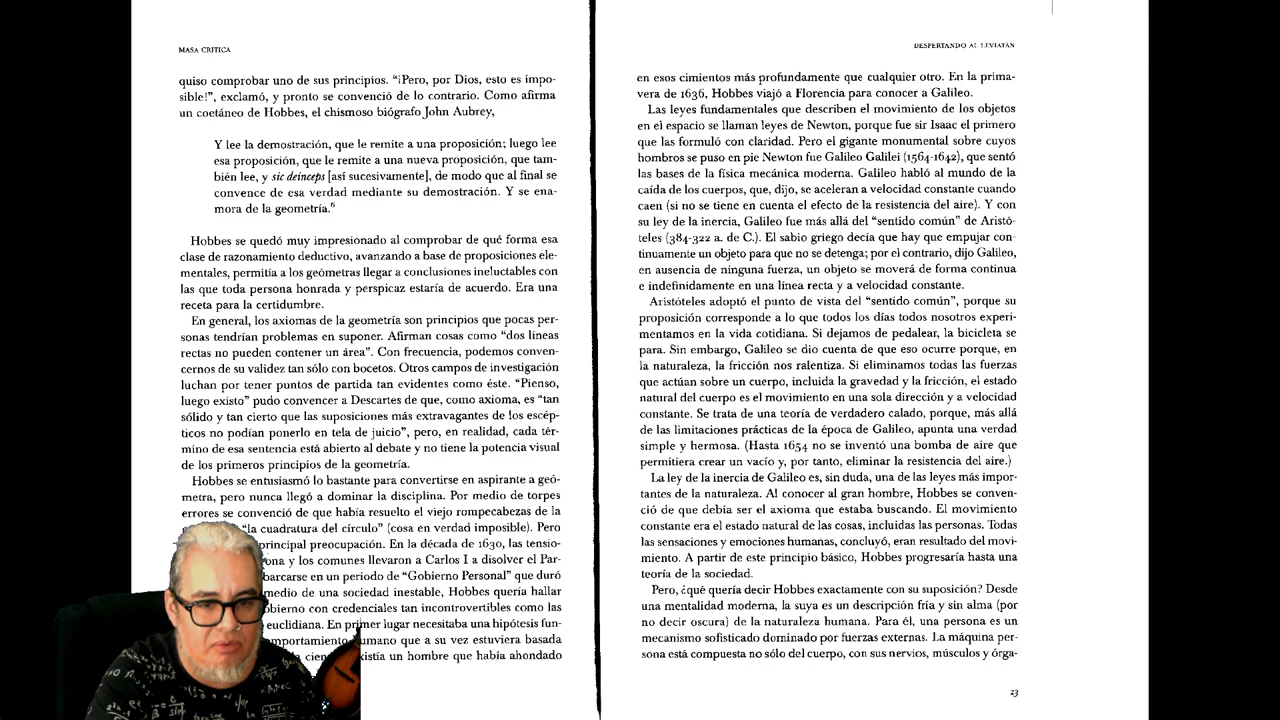 MASA CRÍTICA
quiso comprobar uno de sus principios. “¡Pero, por Dios, esto es impo-
sible!”, exclamó, y pronto se convenció de lo contrario. Como afirma
un coetáneo de Hobbes, el chismoso biógrafo John Aubrey,
Y lee la demostración, que le remite a una proposición; luego lee
esa proposición, que le remite a una nueva proposición, que tam-
bién lee, y sic deinceps [así sucesivamente], de modo que al final se
convence de esa verdad mediante su demostración. Y se ena-
mora de la geometría.⁶
Hobbes se quedó muy impresionado al comprobar de qué forma esa
clase de razonamiento deductivo, avanzando a base de proposiciones ele-
mentales, permitía a los geómetras llegar a conclusiones ineluctables con
las que toda persona honrada y perspicaz estaría de acuerdo. Era una
receta para la certidumbre.
En general, los axiomas de la geometría son principios que pocas per-
sonas tendrían problemas en suponer. Afirman cosas como “dos líneas
rectas no pueden contener un área”. Con frecuencia, podemos conven-
cernos de su validez tan sólo con bocetos. Otros campos de investigación
luchan por tener puntos de partida tan evidentes como éste. “Pienso,
luego existo” pudo convencer a Descartes de que, como axioma, es “tan
sólido y tan cierto que las suposiciones más extravagantes de los escép-
ticos no podían ponerlo en tela de juicio”, pero, en realidad, cada tér-
mino de esa sentencia está abierto al debate y no tiene la potencia visual
de los primeros principios de la geometría.
Hobbes se entusiasmó lo bastante para convertirse en aspirante a geó-
metra, pero nunca llegó a dominar la disciplina. Por medio de torpes
errores se convenció de que había resuelto el viejo rompecabezas de la
“la cuadratura del círculo” (cosa en verdad imposible). Pero
principal preocupación. En la década de 1630, las tensio-
ona y los comunes llevaron a Carlos I a disolver el Par-
barcarse en un periodo de “Gobierno Personal” que duró
medio de una sociedad inestable, Hobbes quería hallar
obierno con credenciales tan incontrovertibles como las
euclidiana. En primer lugar necesitaba una hipótesis fun-
mportamiento umano que a su vez estuviera basada
cien xistía un hombre que había ahondado
DESPERTANDO AL LEVIATÁN
en esos cimientos más profundamente que cualquier otro. En la prima-
vera de 1636, Hobbes viajó a Florencia para conocer a Galileo.
Las leyes fundamentales que describen el movimiento de los objetos
en el espacio se llaman leyes de Newton, porque fue sir Isaac el primero
que las formuló con claridad. Pero el gigante monumental sobre cuyos
hombros se puso en pie Newton fue Galileo Galilei (1564-1642), que sentó
las bases de la física mecánica moderna. Galileo habló al mundo de la
caída de los cuerpos, que, dijo, se aceleran a velocidad constante cuando
caen (si no se tiene en cuenta el efecto de la resistencia del aire). Y con
su ley de la inercia, Galileo fue más allá del “sentido común” de Aristó-
teles (384-322 a. de C.). El sabio griego decía que hay que empujar con-
tinuamente un objeto para que no se detenga; por el contrario, dijo Galileo,
en ausencia de ninguna fuerza, un objeto se moverá de forma continua
e indefinidamente en una línea recta y a velocidad constante.
Aristóteles adoptó el punto de vista del “sentido común”, porque su
proposición corresponde a lo que todos los días todos nosotros experi-
mentamos en la vida cotidiana. Si dejamos de pedalear, la bicicleta se
para. Sin embargo, Galileo se dio cuenta de que eso ocurre porque, en
la naturaleza, la fricción nos ralentiza. Si eliminamos todas las fuerzas
que actúan sobre un cuerpo, incluida la gravedad y la fricción, el estado
natural del cuerpo es el movimiento en una sola dirección y a velocidad
constante. Se trata de una teoría de verdadero calado, porque, más allá
de las limitaciones prácticas de la época de Galileo, apunta una verdad
simple y hermosa. (Hasta 1654 no se inventó una bomba de aire que
permitiera crear un vacío y, por tanto, eliminar la resistencia del aire.)
La ley de la inercia de Galileo es, sin duda, una de las leyes más impor-
tantes de la naturaleza. Al conocer al gran hombre, Hobbes se conven-
ció de que debía ser el axioma que estaba buscando. El movimiento
constante era el estado natural de las cosas, incluidas las personas. Todas
las sensaciones y emociones humanas, concluyó, eran resultado del movi-
miento. A partir de este principio básico, Hobbes progresaría hasta una
teoría de la sociedad.
Pero, ¿qué quería decir Hobbes exactamente con su suposición? Desde
una mentalidad moderna, la suya es un descripción fría y sin alma (por
no decir oscura) de la naturaleza humana. Para él, una persona es un
mecanismo sofisticado dominado por fuerzas externas. La máquina per-
sona está compuesta no sólo del cuerpo, con sus nervios, músculos y órga-
23